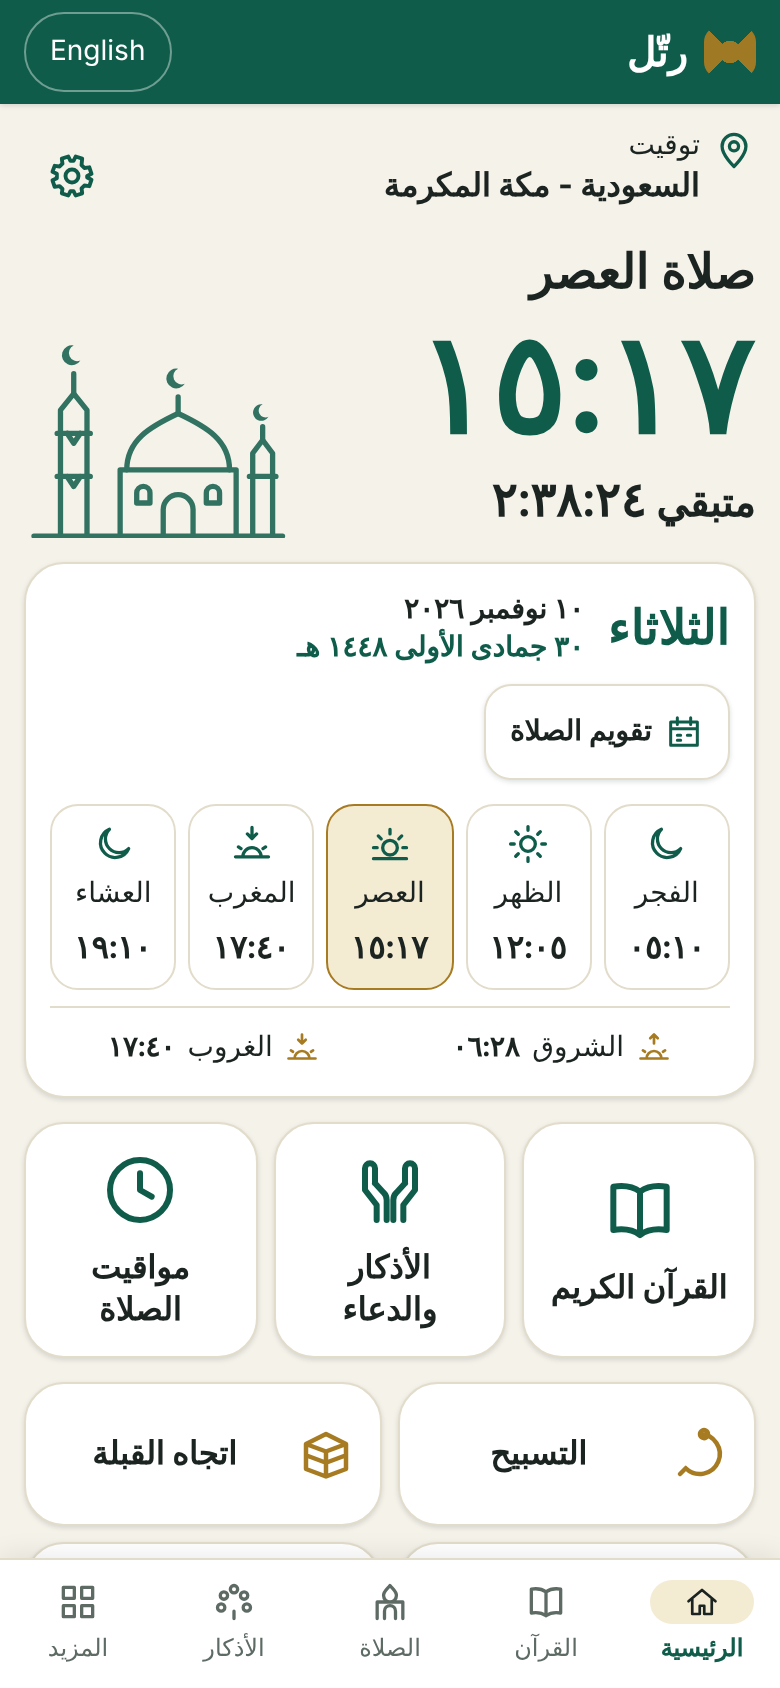 رتّل
English
توقيت
السعودية - مكة المكرمة
صلاة العصر
١٥:١٧
متبقي ٢:٣٨:٢٤
الثلاثاء
١٠ نوفمبر ٢٠٢٦
٣٠ جمادى الأولى ١٤٤٨ هـ
تقويم الصلاة
الفجر
٠٥:١٠
الظهر
١٢:٠٥
العصر
١٥:١٧
المغرب
١٧:٤٠
العشاء
١٩:١٠
الشروق ٠٦:٢٨
الغروب ١٧:٤٠
القرآن الكريم
الأذكار
والدعاء
مواقيت
الصلاة
التسبيح
اتجاه القبلة
الرئيسية
القرآن
الصلاة
الأذكار
المزيد